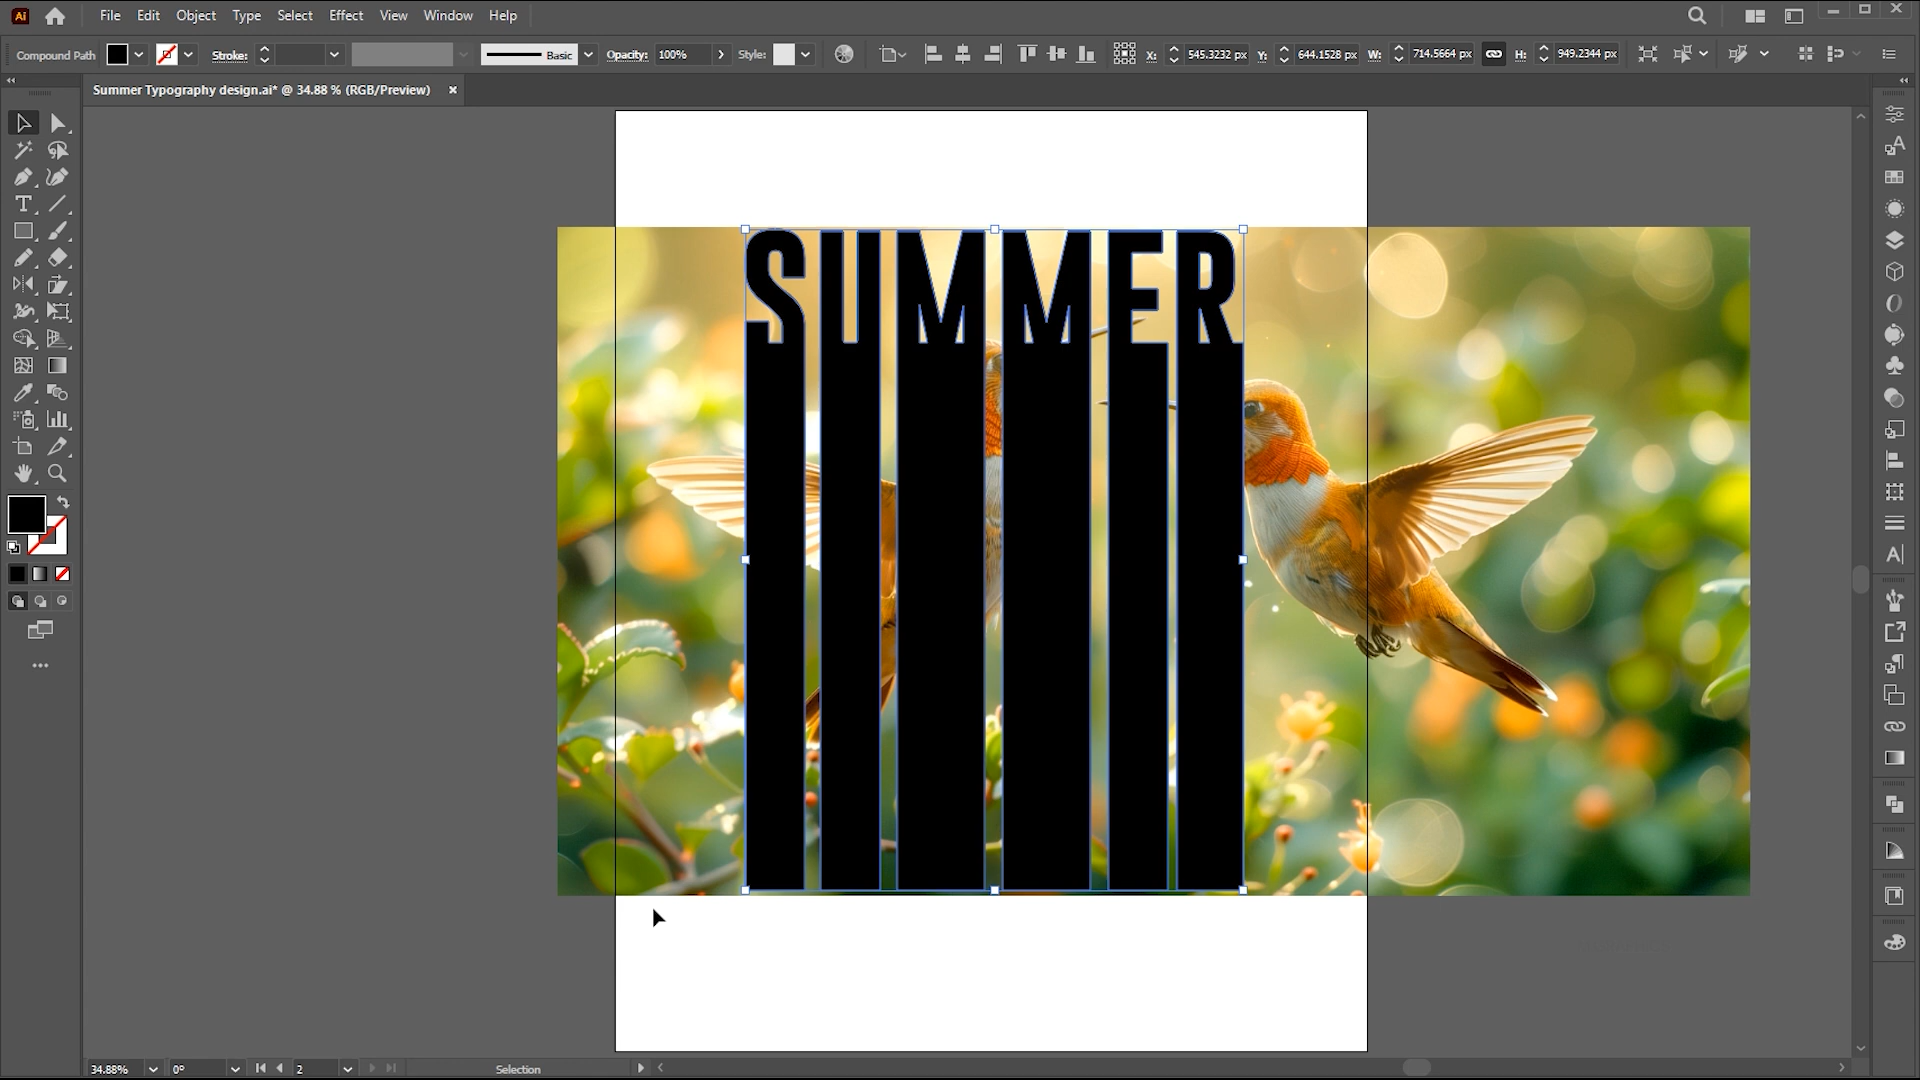 Ai File Edit Object Type Select Effect View Window Help
Compound Path Stroke: Basic Opacity: 100% Style: X: 545.3232 px Y: 644.1528 px W: 714.5664 px H: 949.2344 px
Summer Typography design.ai* @ 34.88 % (RGB/Preview) ×
SUMMER
34.88% 0° 2 Selection